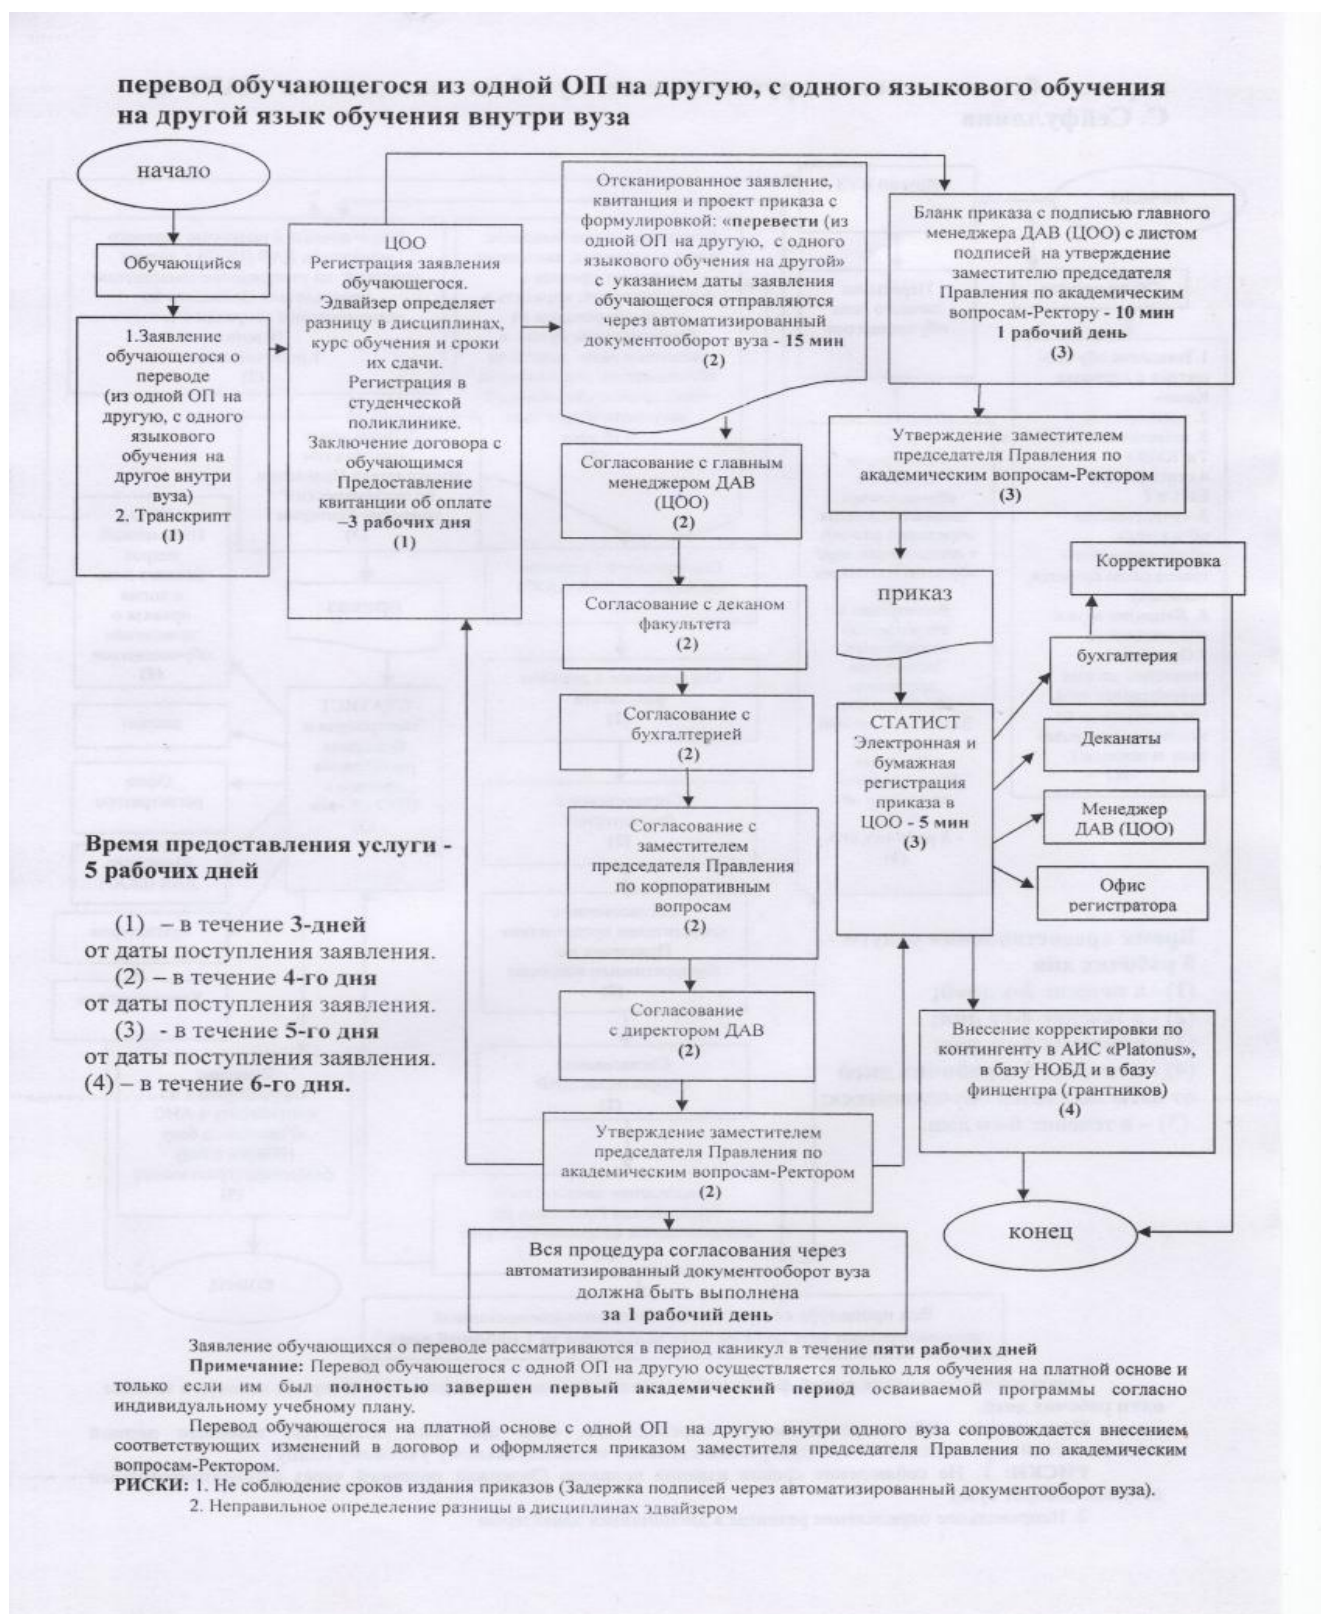 перевод обучающегося из одной ОП на другую, с одного языкового обучения
на другой язык обучения внутри вуза
начало
Обучающийся
1.Заявление
обучающегося о
переводе
(из одной ОП на
другую, с одного
языкового
обучения на
другое внутри
вуза)
2. Транскрипт
(1)
ЦОО
Регистрация заявления
обучающегося.
Эдвайзер определяет
разницу в дисциплинах,
курс обучения и сроки
их сдачи.
Регистрация в
студенческой
поликлинике.
Заключение договора с
обучающимся
Предоставление
квитанции об оплате
–3 рабочих дня
(1)
Отсканированное заявление,
квитанция и проект приказа с
формулировкой: «перевести (из
одной ОП на другую, с одного
языкового обучения на другой»
с указанием даты заявления
обучающегося отправляются
через автоматизированный
документооборот вуза - 15 мин
(2)
Согласование с главным
менеджером ДАВ
(ЦОО)
(2)
Согласование с деканом
факультета
(2)
Согласование с
бухгалтерией
(2)
Согласование с
заместителем
председателя Правления
по корпоративным
вопросам
(2)
Согласование
с директором ДАВ
(2)
Утверждение заместителем
председателя Правления по
академическим вопросам-Ректором
(2)
Вся процедура согласования через
автоматизированный документооборот вуза
должна быть выполнена
за 1 рабочий день
Бланк приказа с подписью главного
менеджера ДАВ (ЦОО) с листом
подписей на утверждение
заместителю председателя
Правления по академическим
вопросам-Ректору - 10 мин
1 рабочий день
(3)
Утверждение заместителем
председателя Правления по
академическим вопросам-Ректором
(3)
приказ
СТАТИСТ
Электронная и
бумажная
регистрация
приказа в
ЦОО - 5 мин
(3)
Корректировка
бухгалтерия
Деканаты
Менеджер
ДАВ (ЦОО)
Офис
регистратора
Внесение корректировки по
контингенту в АИС «Platonus»,
в базу НОБД и в базу
финцентра (грантников)
(4)
конец
Время предоставления услуги -
5 рабочих дней
(1) – в течение 3-дней
от даты поступления заявления.
(2) – в течение 4-го дня
от даты поступления заявления.
(3) - в течение 5-го дня
от даты поступления заявления.
(4) – в течение 6-го дня.
Заявление обучающихся о переводе рассматриваются в период каникул в течение пяти рабочих дней
Примечание: Перевод обучающегося с одной ОП на другую осуществляется только для обучения на платной основе и
только если им был полностью завершен первый академический период осваиваемой программы согласно
индивидуальному учебному плану.
Перевод обучающегося на платной основе с одной ОП на другую внутри одного вуза сопровождается внесением
соответствующих изменений в договор и оформляется приказом заместителя председателя Правления по академическим
вопросам-Ректором.
РИСКИ: 1. Не соблюдение сроков издания приказов (Задержка подписей через автоматизированный документооборот вуза).
2. Неправильное определение разницы в дисциплинах эдвайзером